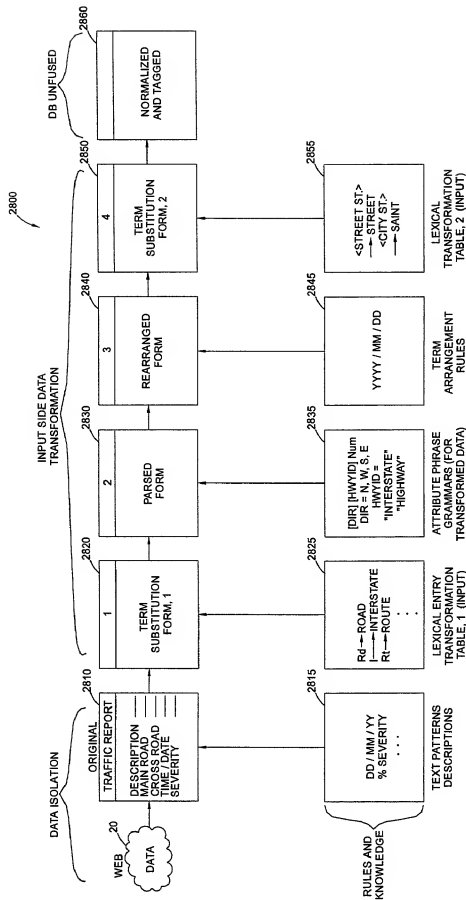 2800
DATA ISOLATION
INPUT SIDE DATA
TRANSFORMATION
DB UNFUSED
WEB
20
DATA
ORIGINAL
2810
TRAFFIC REPORT
DESCRIPTION
MAIN ROAD
CROSS ROAD
TIME / DATE
SEVERITY
2820
1
TERM
SUBSTITUTION
FORM, 1
2830
2
PARSED
FORM
2840
3
REARRANGED
FORM
2850
4
TERM
SUBSTITUTION
FORM, 2
2860
NORMALIZED
AND TAGGED
RULES AND
KNOWLEDGE
2815
DD / MM / YY
% SEVERITY
. . .
TEXT PATTERNS
DESCRIPTIONS
2825
Rd → ROAD
I → INTERSTATE
Rt → ROUTE
. . .
LEXICAL ENTRY
TRANSFORMATION
TABLE, 1 (INPUT)
2835
[DIR] [HWYID] Num
DIR = N, W, S, E
HWYID =
"INTERSTATE"
"HIGHWAY"
ATTRIBUTE PHRASE
GRAMMARS (FOR
TRANSFORMED DATA)
2845
YYYY / MM / DD
TERM
ARRANGEMENT
RULES
2855
<STREET ST.>
→ STREET
<CITY ST.>
→ SAINT
LEXICAL
TRANSFORMATION
TABLE, 2 (INPUT)